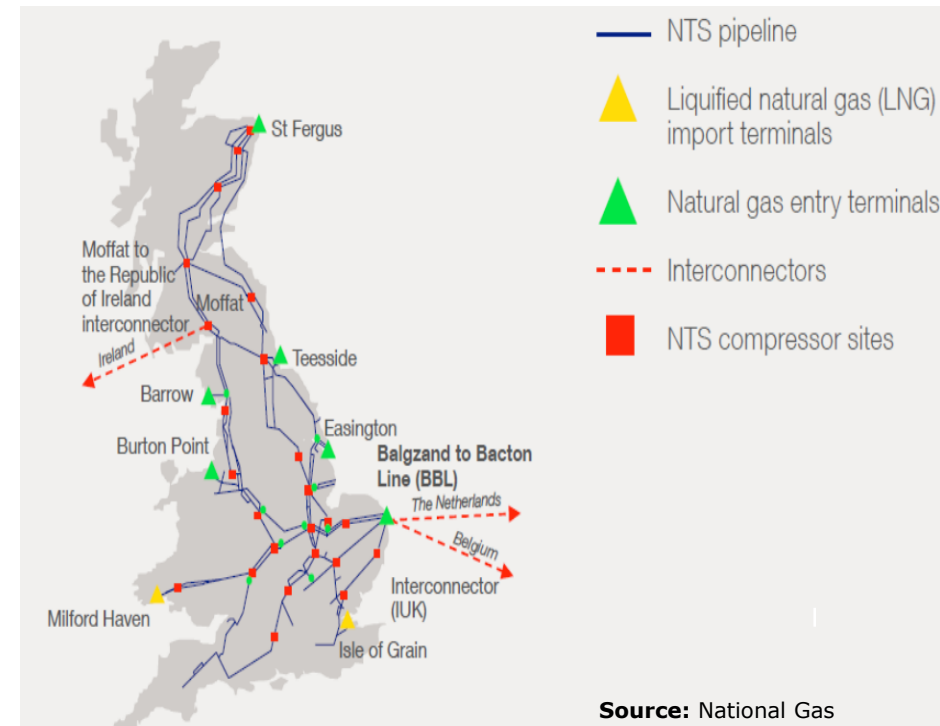 NTS pipeline
Liquified natural gas (LNG)
import terminals
Natural gas entry terminals
Interconnectors
NTS compressor sites
St Fergus
Moffat to
the Republic
of Ireland
interconnector
Moffat
Ireland
Teesside
Barrow
Easington
Burton Point
Balgzand to Bacton
Line (BBL)
The Netherlands
Belgium
Interconnector
(IUK)
Milford Haven
Isle of Grain
Source: National Gas